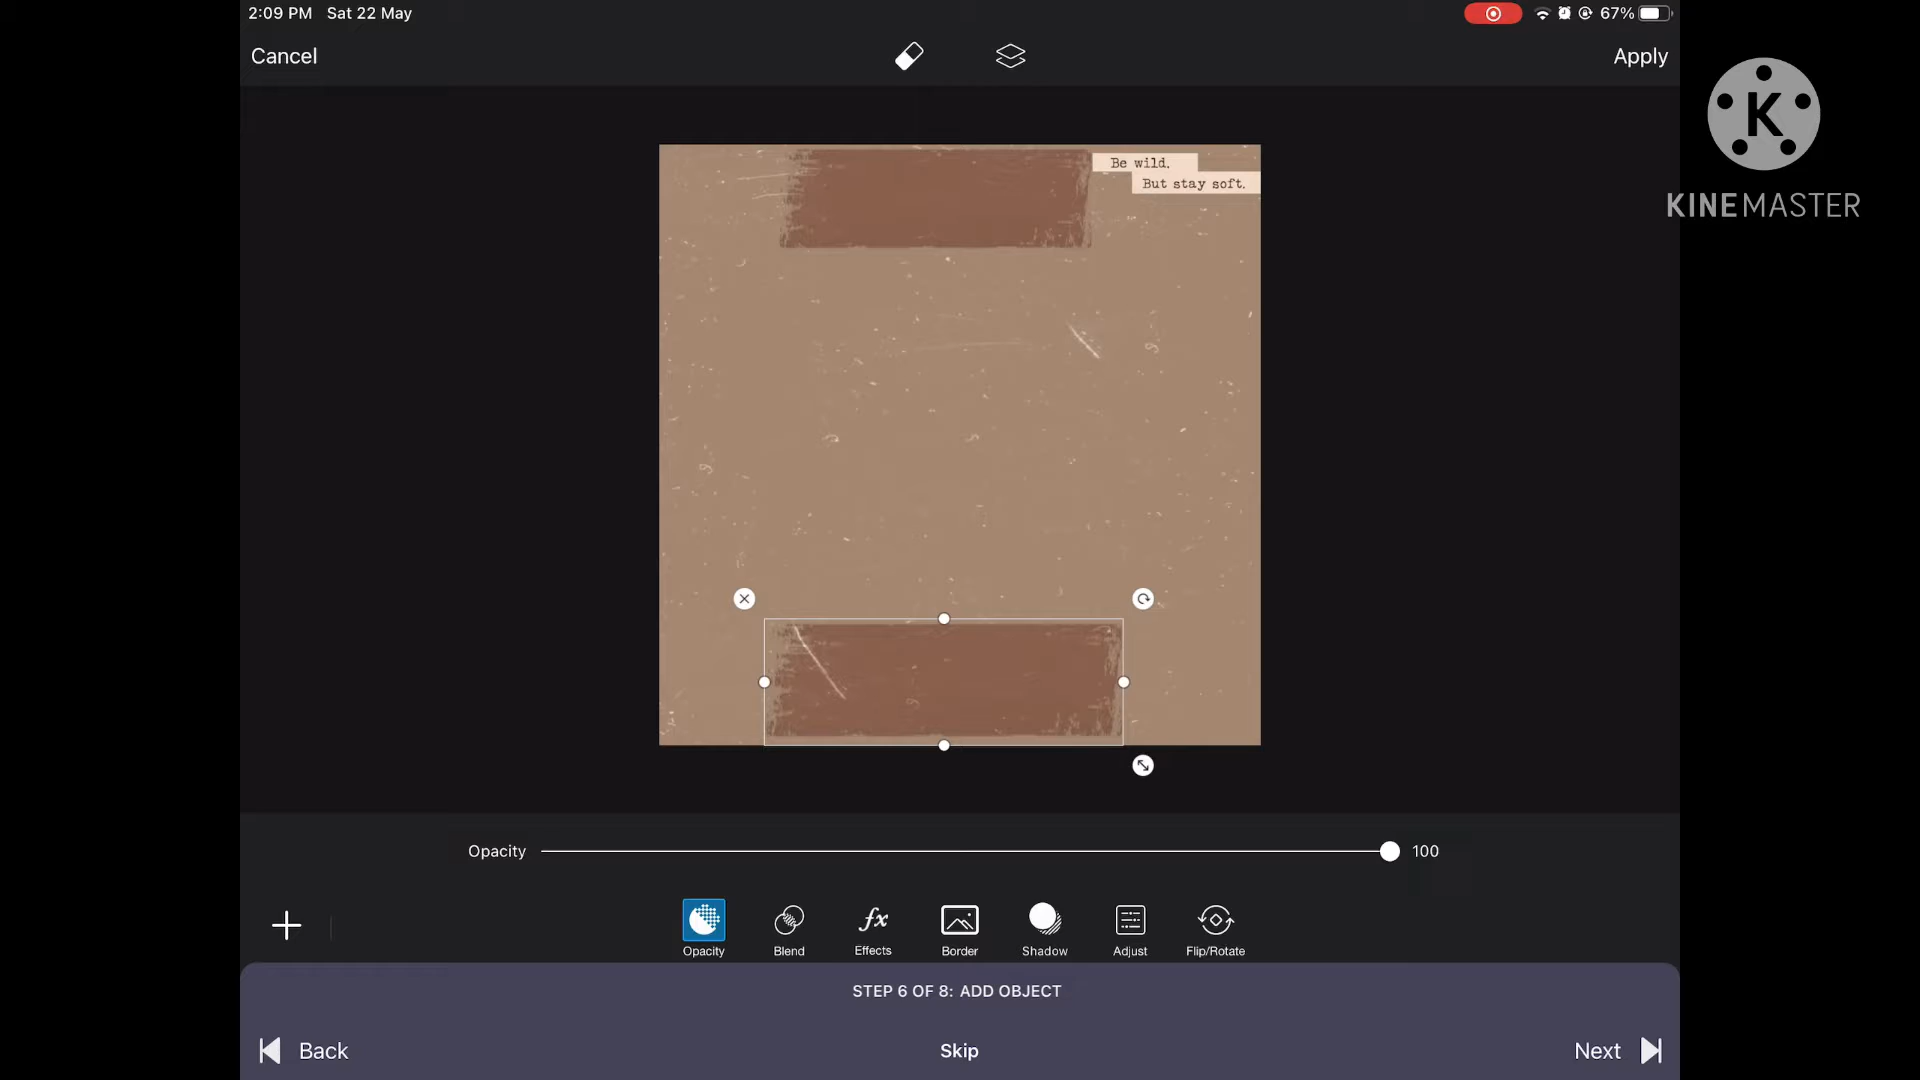 2:09 PM Sat 22 May
67%
Cancel
Apply
K
KINEMASTER
Be wild.
But stay soft.
Opacity
100
Opacity
Blend
fx
Effects
Border
Shadow
Adjust
Flip/Rotate
STEP 6 OF 8: ADD OBJECT
Back
Skip
Next